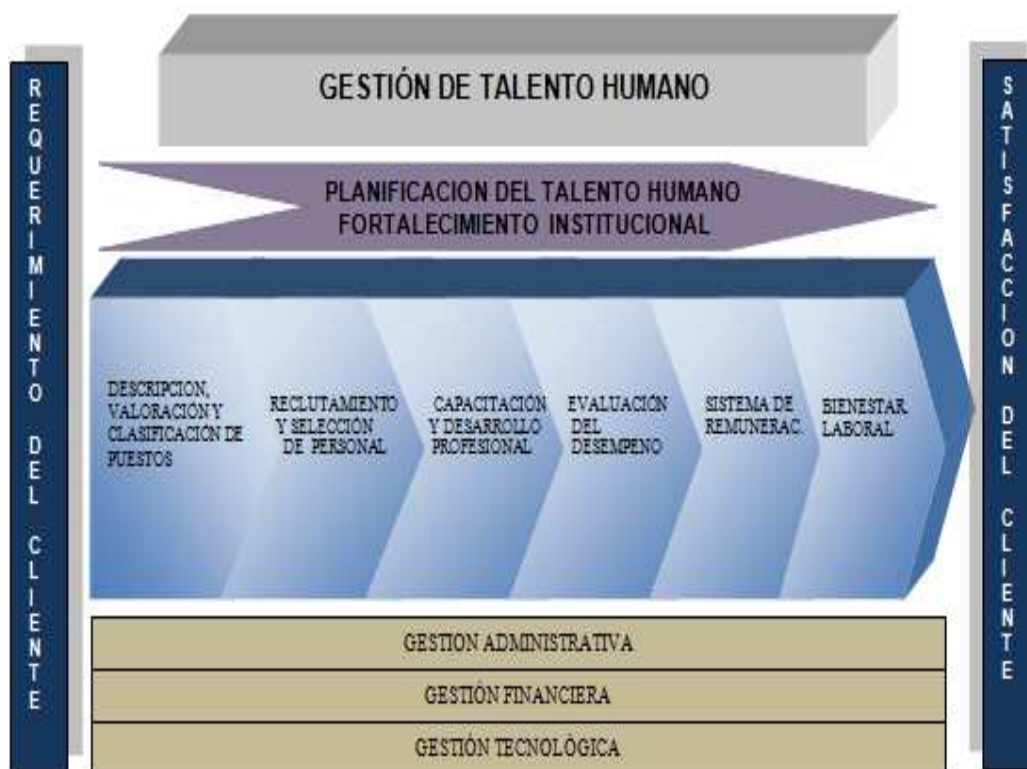 GESTIÓN DE TALENTO HUMANO
REQUERIMIENTO DEL CLIENTE
PLANIFICACION DEL TALENTO HUMANO
FORTALECIMIENTO INSTITUCIONAL
DESCRIPCION,
VALORACIÓN Y
CLASIFICACIÓN DE
PUESTOS
RECLUTAMIENTO
Y SELECCIÓN
DE PERSONAL
CAPACITACIÓN
Y DESARROLLO
PROFESIONAL
EVALUACIÓN
DEL
DESEMPENO
SISTEMA DE
REMUNERAC.
BIENESTAR.
LABORAL
GESTION ADMINISTRATIVA
GESTIÓN FINANCIERA
GESTIÓN TECNOLÓGICA
SATISFACCION DEL CLIENTE